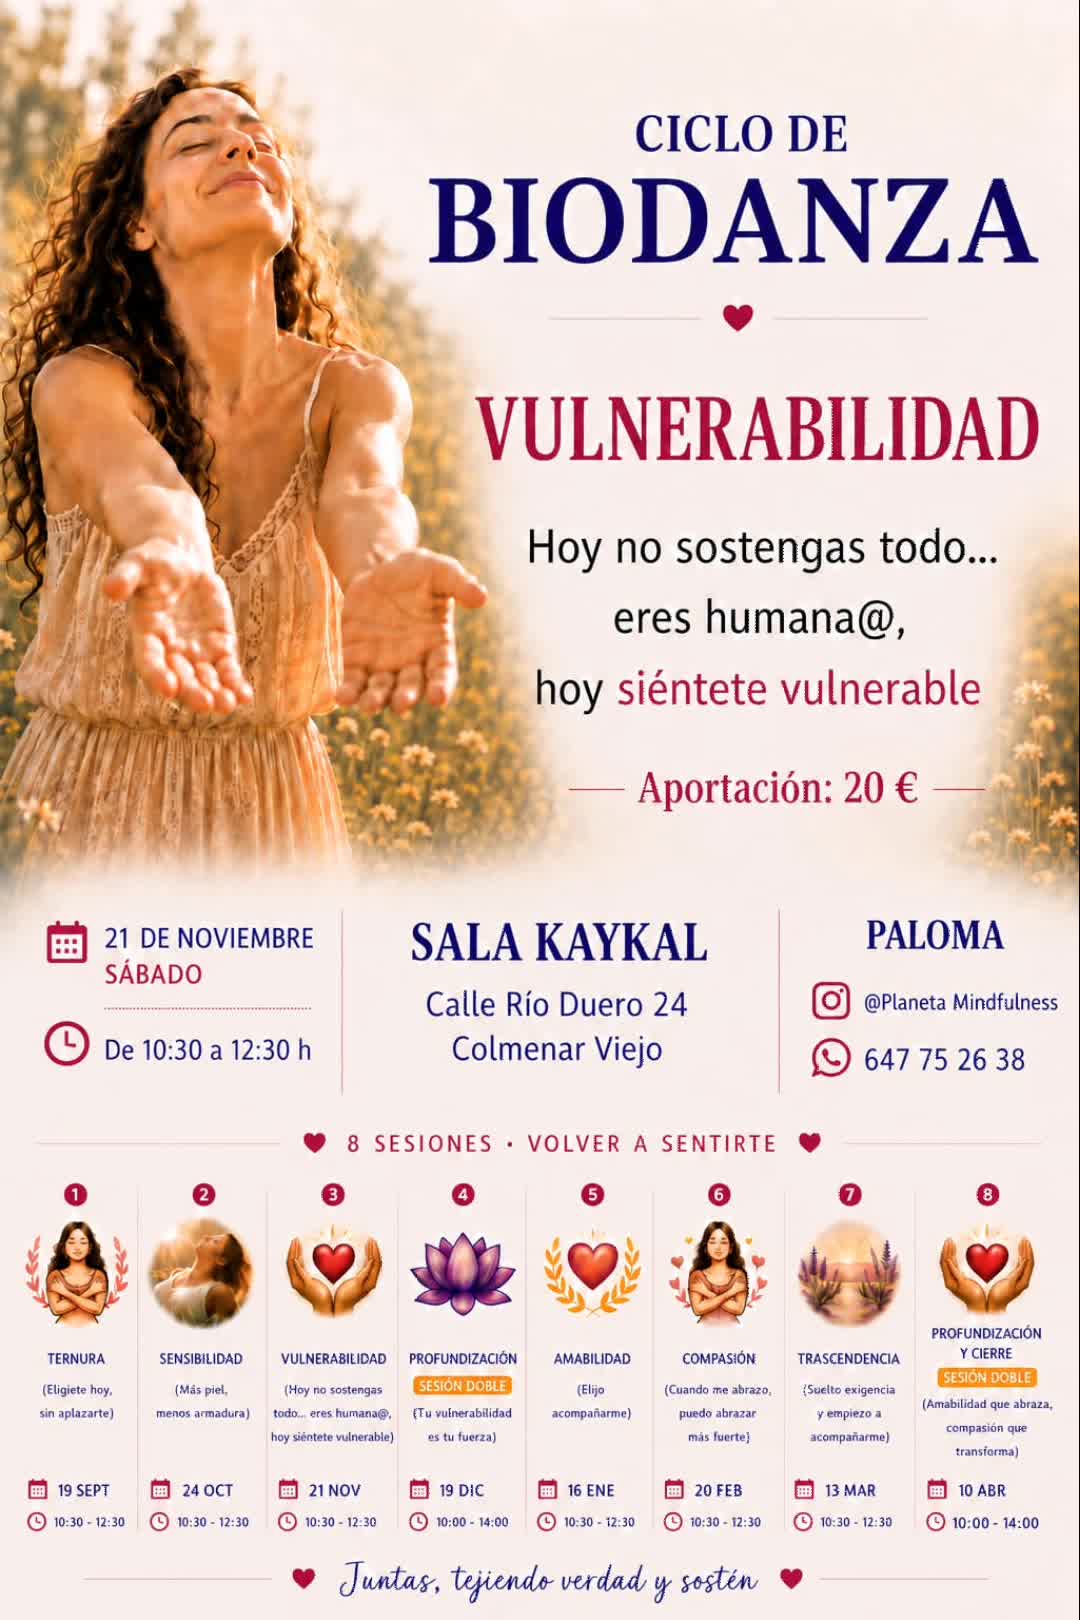 CICLO DE
BIODANZA
VULNERABILIDAD
Hoy no sostengas todo...
eres humana@,
hoy siéntete vulnerable
Aportación: 20 €
21 DE NOVIEMBRE
SÁBADO
De 10:30 a 12:30 h
SALA KAYKAL
Calle Río Duero 24
Colmenar Viejo
PALOMA
@Planeta Mindfulness
647 75 26 38
8 SESIONES · VOLVER A SENTIRTE
1
TERNURA
(Eligiete hoy,
sin aplazarte)
19 SEPT
10:30 - 12:30
2
SENSIBILIDAD
(Más piel,
menos armadura)
24 OCT
10:30 - 12:30
3
VULNERABILIDAD
(Hoy no sostengas
todo... eres humana@,
hoy siéntete vulnerable)
21 NOV
10:30 - 12:30
4
PROFUNDIZACIÓN
SESIÓN DOBLE
(Tu vulnerabilidad
es tu fuerza)
19 DIC
10:00 - 14:00
5
AMABILIDAD
(Elijo
acompañarme)
16 ENE
10:30 - 12:30
6
COMPASIÓN
(Cuando me abrazo,
puedo abrazar
más fuerte)
20 FEB
10:30 - 12:30
7
TRASCENDENCIA
(Suelto exigencia
y empiezo a
acompañarme)
13 MAR
10:30 - 12:30
8
PROFUNDIZACIÓN
Y CIERRE
SESIÓN DOBLE
(Amabilidad que abraza,
compasión que
transforma)
10 ABR
10:00 - 14:00
Juntas, tejiendo verdad y sostén